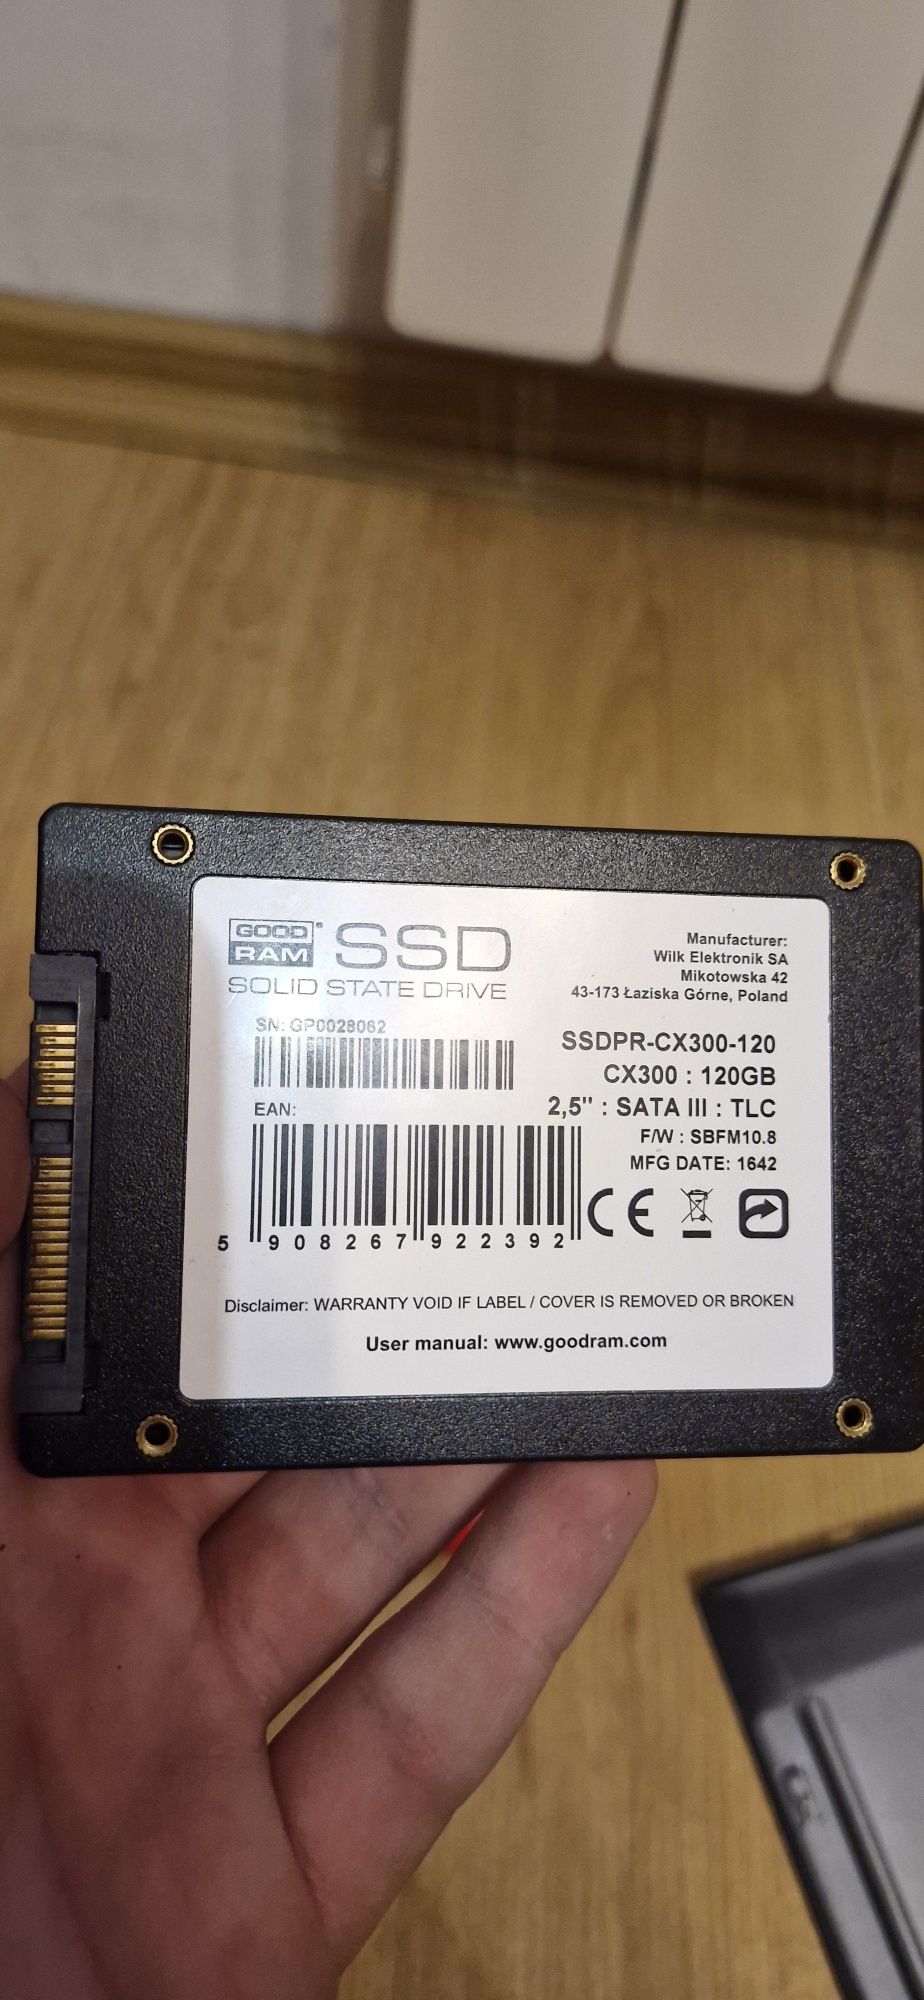 GOOD RAM SSD
SOLID STATE DRIVE
SN: GP0028062
EAN:
5 908267 922392
Manufacturer:
Wilk Elektronik SA
Mikotowska 42
43-173 Łaziska Górne, Poland
SSDPR-CX300-120
CX300 : 120GB
2,5" : SATA III : TLC
F/W : SBFM10.8
MFG DATE: 1642
CE
Disclaimer: WARRANTY VOID IF LABEL / COVER IS REMOVED OR BROKEN
User manual: www.goodram.com